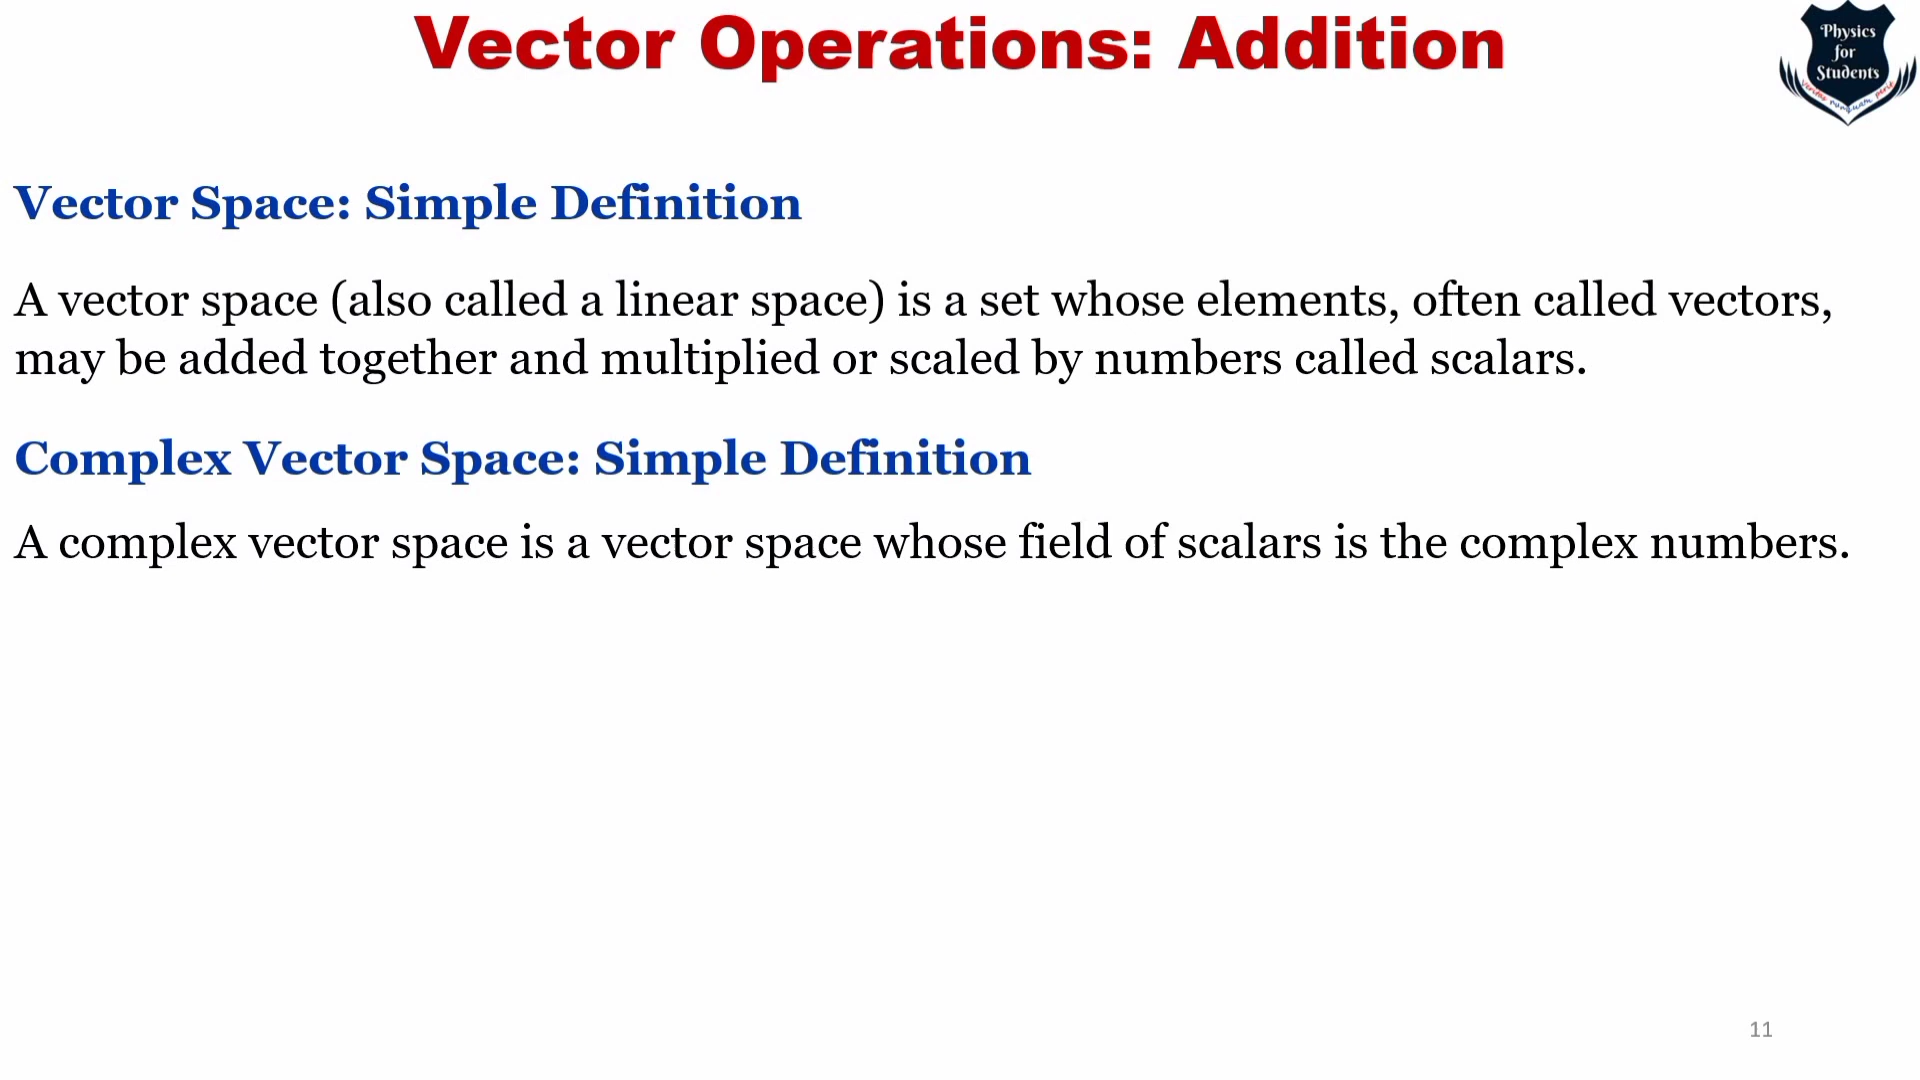 Vector Operations: Addition
Physics
for
Students
Vector Space: Simple Definition
A vector space (also called a linear space) is a set whose elements, often called vectors,
may be added together and multiplied or scaled by numbers called scalars.
Complex Vector Space: Simple Definition
A complex vector space is a vector space whose field of scalars is the complex numbers.
11